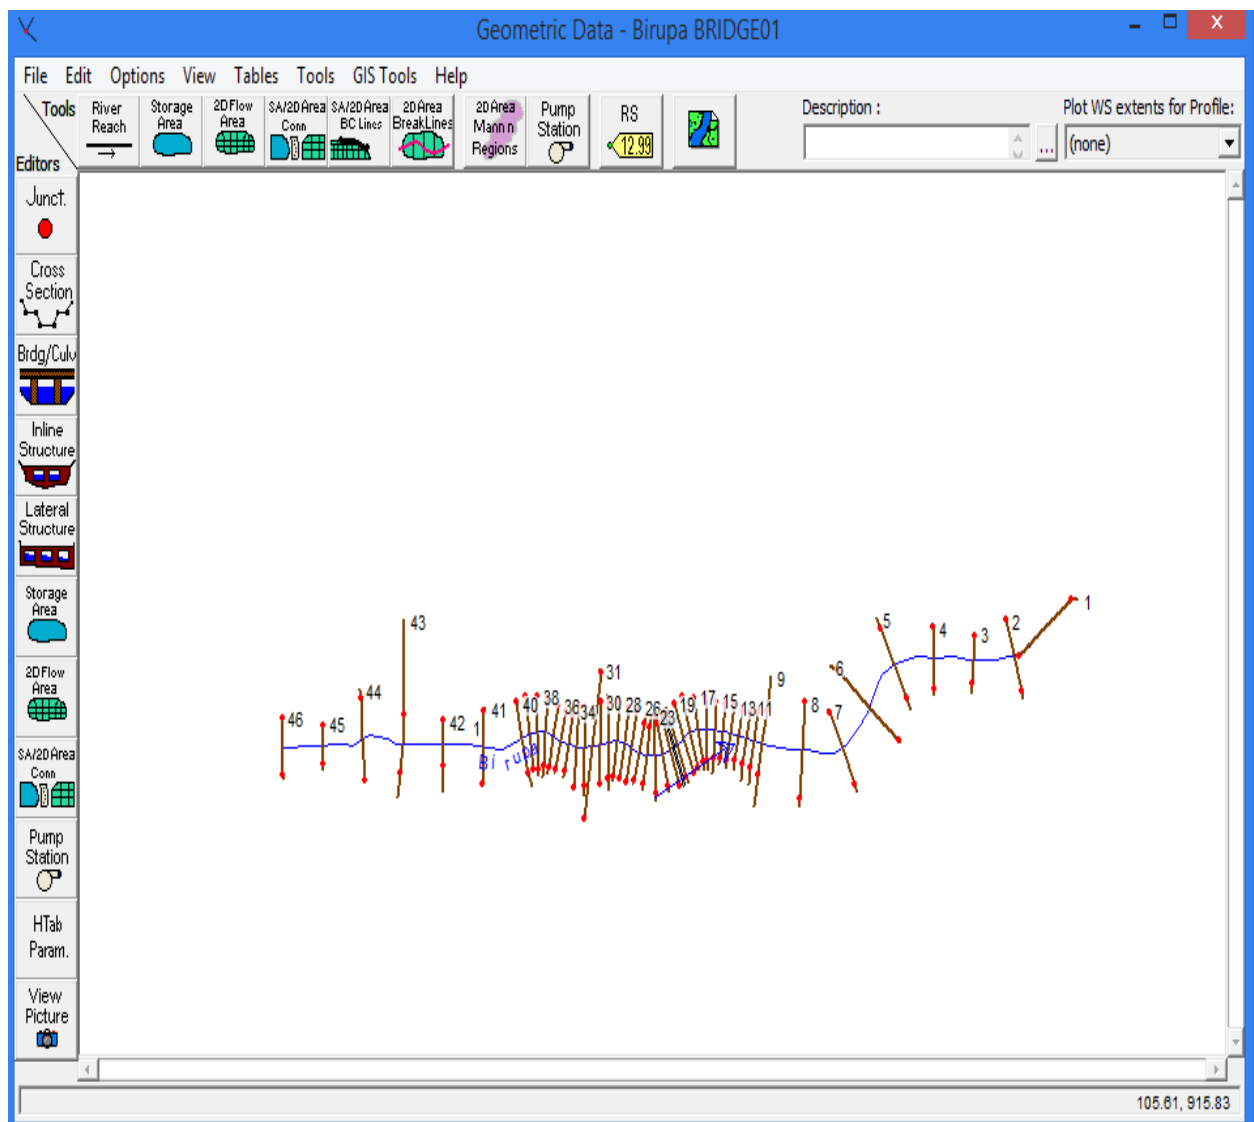 Geometric Data - Birupa BRIDGE01
File Edit Options View Tables Tools GIS Tools Help
Tools
Editors
River Reach
Storage Area
2D Flow Area
SA/2D Area Conn
SA/2D Area BC Lines
2D Area BreakLines
2D Area Mann n Regions
Pump Station
RS
12.99
Description :
...
Plot WS extents for Profile:
(none)
Junct.
Cross Section
Brdg/Culv
Inline Structure
Lateral Structure
Storage Area
2D Flow Area
SA/2D Area Conn
Pump Station
HTab Param.
View Picture
1
2
3
4
5
6
7
8
9
11
13
15
17
19
23
26
28
30
31
34
36
38
40
41
1
42
43
44
45
46
Birupa
105.61, 915.83